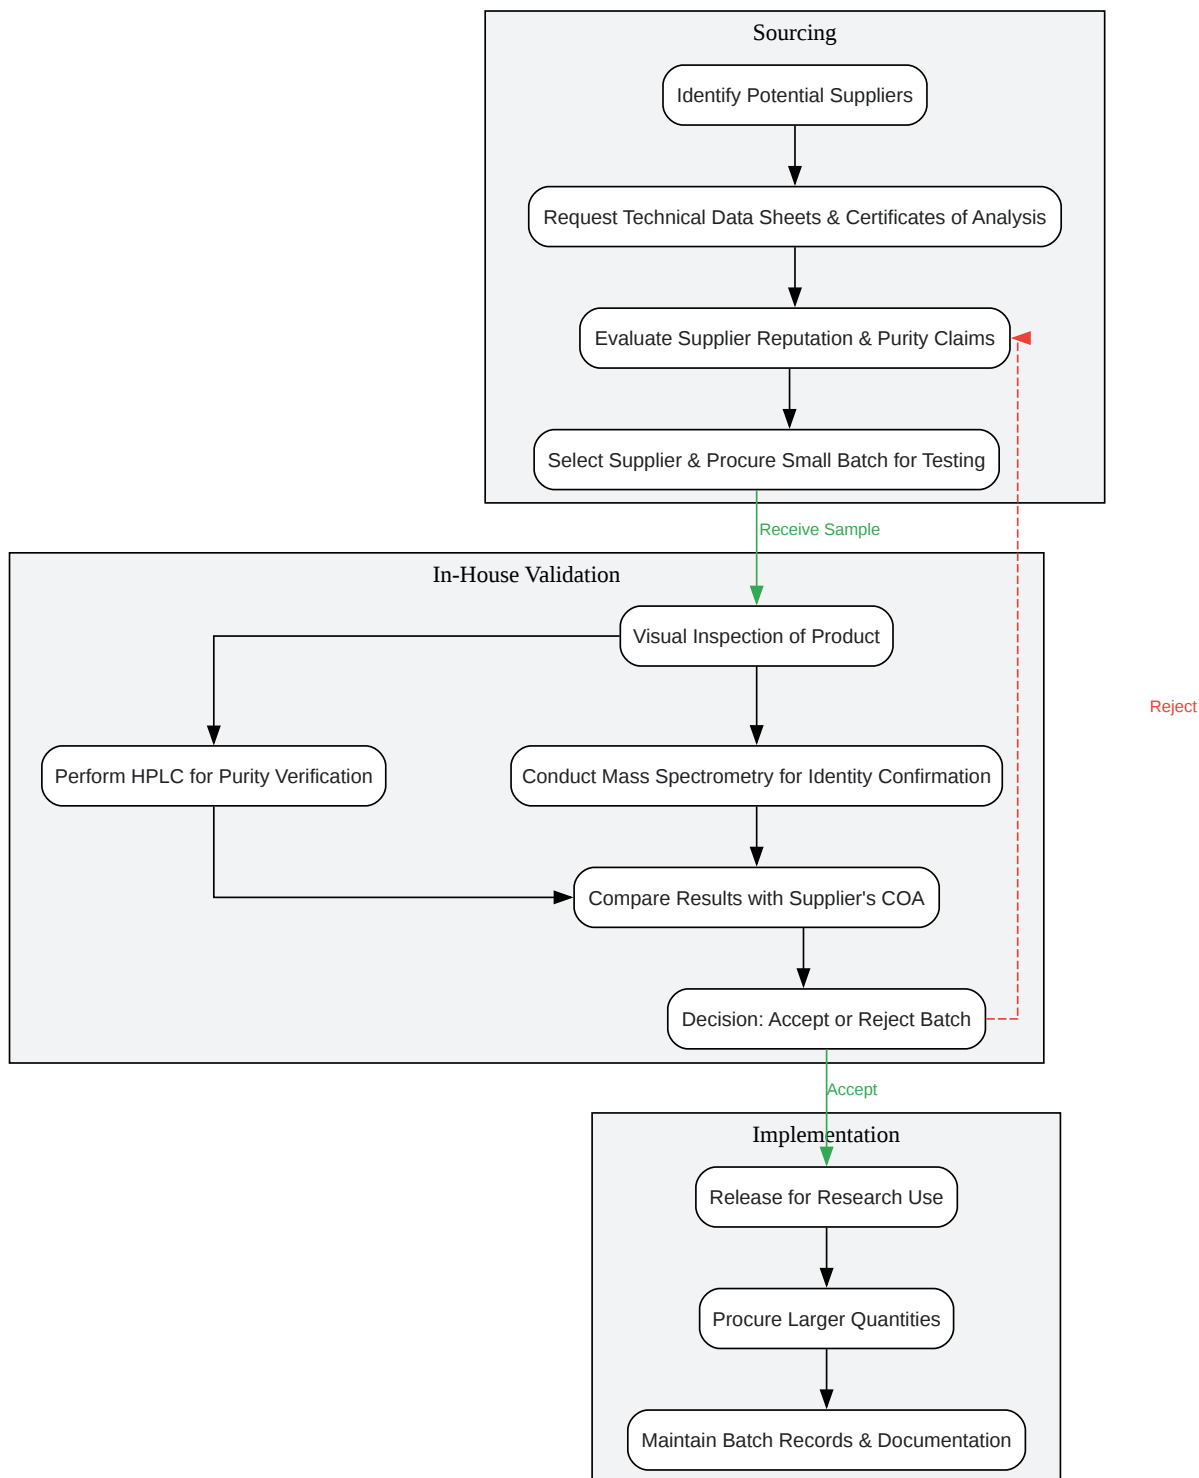 Sourcing
Identify Potential Suppliers
Request Technical Data Sheets & Certificates of Analysis
Evaluate Supplier Reputation & Purity Claims
Select Supplier & Procure Small Batch for Testing
Receive Sample
In-House Validation
Visual Inspection of Product
Reject
Perform HPLC for Purity Verification
Conduct Mass Spectrometry for Identity Confirmation
Compare Results with Supplier's COA
Decision: Accept or Reject Batch
Accept
Implementation
Release for Research Use
Procure Larger Quantities
Maintain Batch Records & Documentation